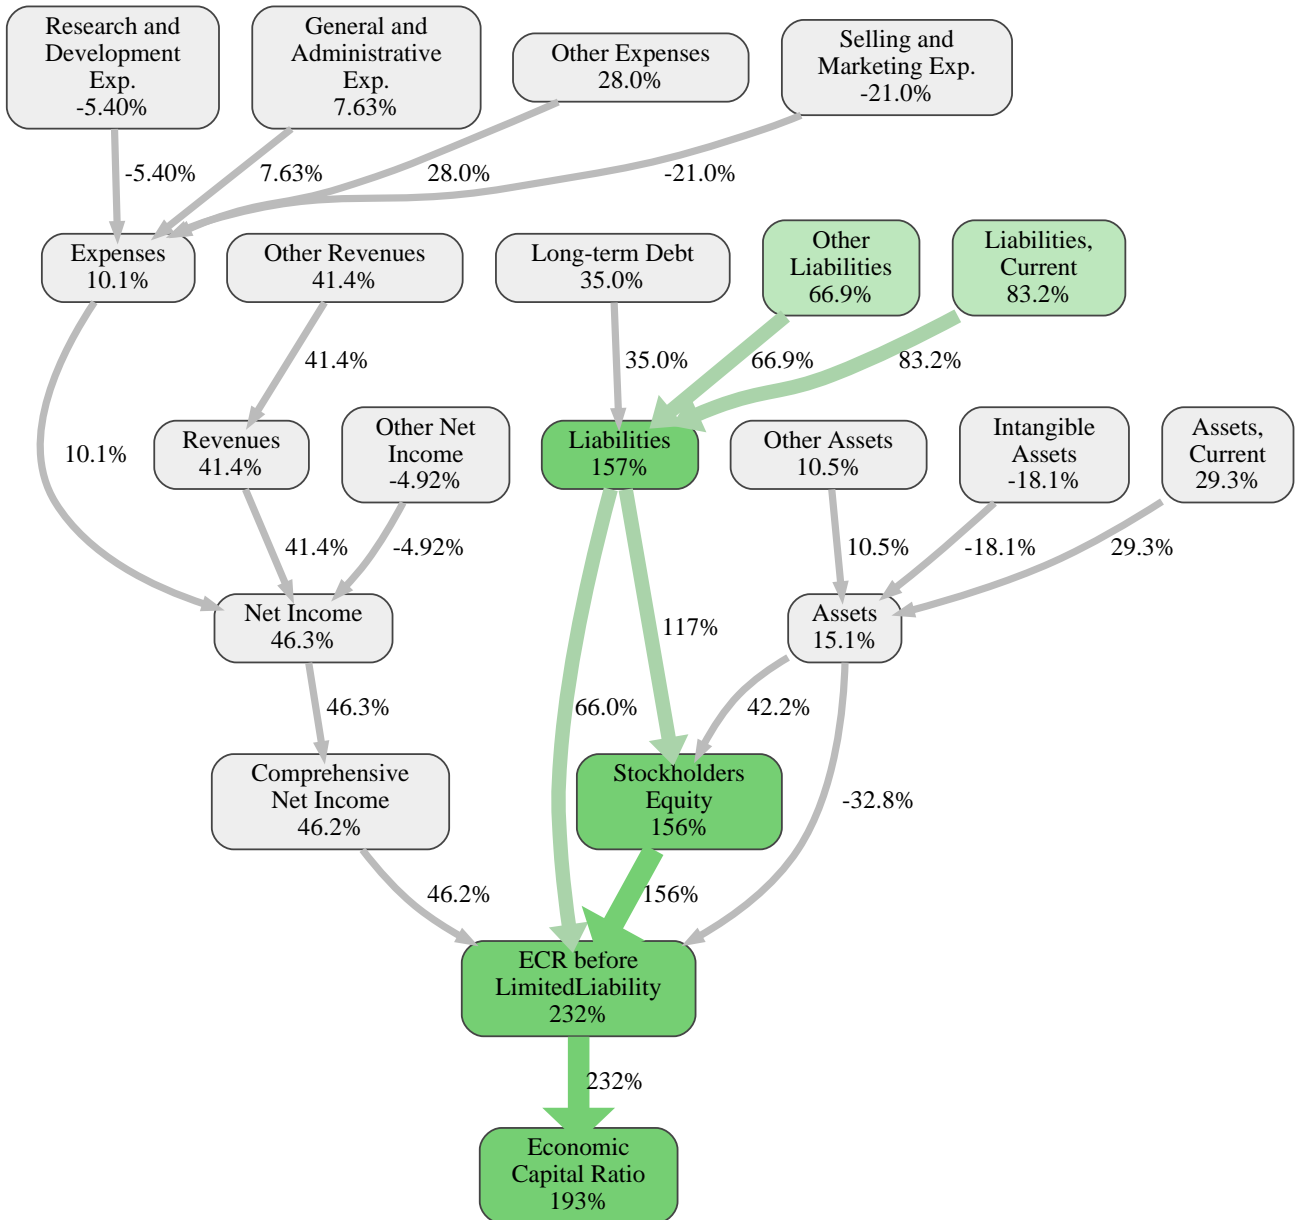 Research and
Development
Exp.
-5.40%
General and
Administrative
Exp.
7.63%
Other Expenses
28.0%
Selling and
Marketing Exp.
-21.0%
-5.40%
7.63%
28.0%
-21.0%
Expenses
10.1%
Other Revenues
41.4%
Long-term Debt
35.0%
Other
Liabilities
66.9%
Liabilities,
Current
83.2%
41.4%
35.0%
66.9%
83.2%
10.1%
Revenues
41.4%
Other Net
Income
-4.92%
Liabilities
157%
Other Assets
10.5%
Intangible
Assets
-18.1%
Assets,
Current
29.3%
41.4%
-4.92%
10.5%
-18.1%
29.3%
Net Income
46.3%
117%
Assets
15.1%
46.3%
66.0%
42.2%
Comprehensive
Net Income
46.2%
Stockholders
Equity
156%
-32.8%
46.2%
156%
ECR before
LimitedLiability
232%
232%
Economic
Capital Ratio
193%